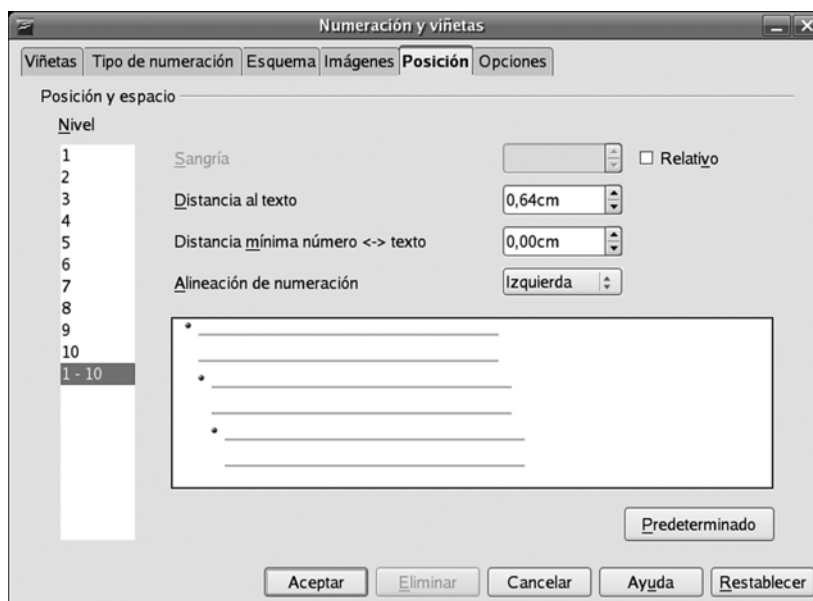 Numeración y viñetas
Viñetas Tipo de numeración Esquema Imágenes Posición Opciones
Posición y espacio
Nivel
1
2
3
4
5
6
7
8
9
10
1 - 10
Sangría Relativo
Distancia al texto 0,64cm
Distancia mínima número <-> texto 0,00cm
Alineación de numeración Izquierda
Predeterminado
Aceptar Eliminar Cancelar Ayuda Restablecer